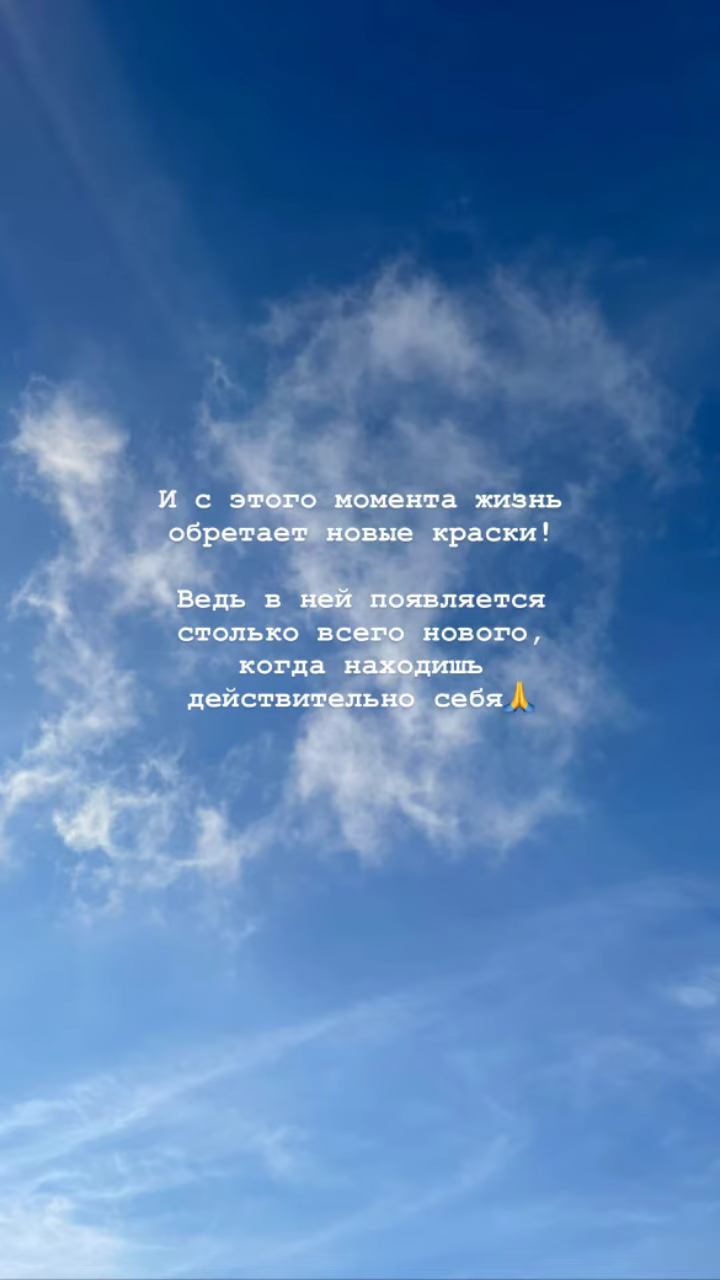 И с этого момента жизнь
обретает новые краски!
Ведь в ней появляется
столько всего нового,
когда находишь
действительно себя🙏